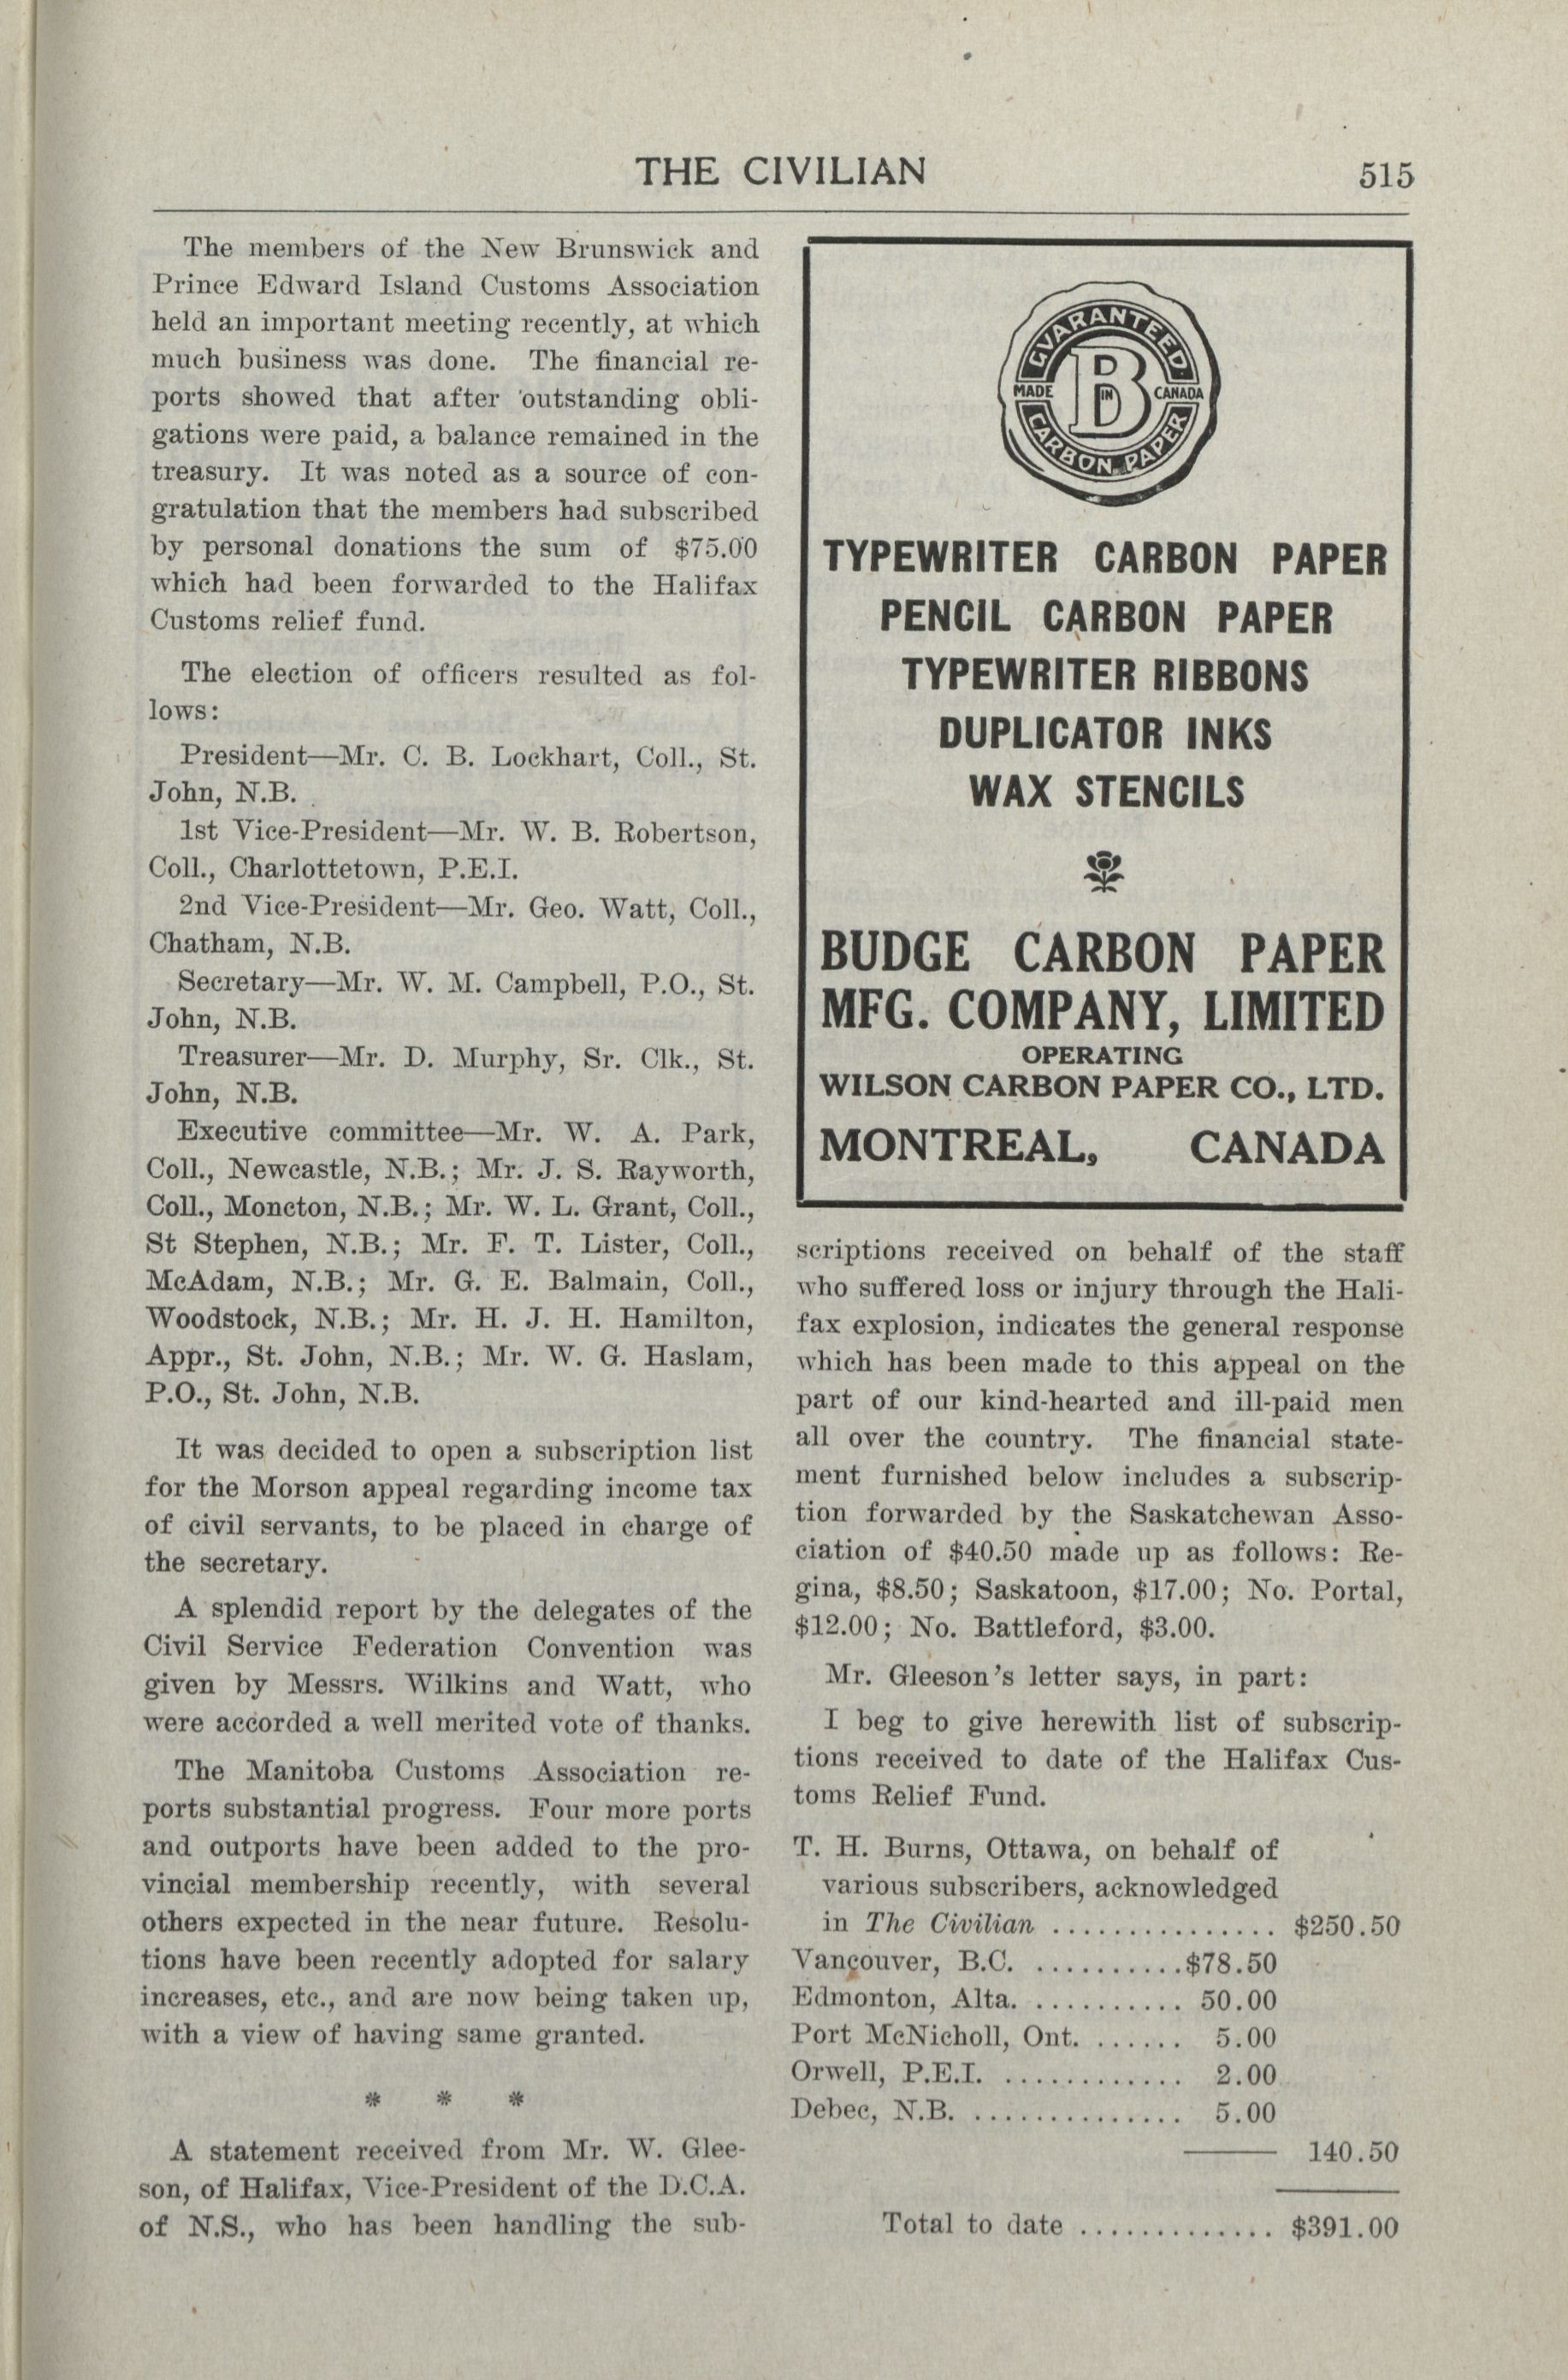 THE CIVILIAN
515
The members of the New Brunswick and
Prince Edward Island Customs Association
held an important meeting recently, at which
much business was done. The financial re-
ports showed that after outstanding obli-
gations were paid, a balance remained in the
treasury. It was noted as a source of con-
gratulation that the members had subscribed
by personal donations the sum of $75.00
which had been forwarded to the Halifax
Customs relief fund.
The election of officers resulted as fol-
lows:
President—Mr. C. B. Lockhart, Coll., St.
John, N.B.
1st Vice-President—Mr. W. B. Robertson,
Coll., Charlottetown, P.E.I.
2nd Vice-President—Mr. Geo. Watt, Coll.,
Chatham, N.B.
Secretary—Mr. W. M. Campbell, P.O., St.
John, N.B.
Treasurer—Mr. D. Murphy, Sr. Clk., St.
John, N.B.
Executive committee—Mr. W. A. Park,
Coll., Newcastle, N.B.; Mr. J. S. Rayworth,
Coll., Moncton, N.B.; Mr. W. L. Grant, Coll.,
St Stephen, N.B.; Mr. F. T. Lister, Coll.,
McAdam, N.B.; Mr. G. E. Balmain, Coll.,
Woodstock, N.B.; Mr. H. J. H. Hamilton,
Appr., St. John, N.B.; Mr. W. G. Haslam,
P.O., St. John, N.B.
It was decided to open a subscription list
for the Morson appeal regarding income tax
of civil servants, to be placed in charge of
the secretary.
A splendid report by the delegates of the
Civil Service Federation Convention was
given by Messrs. Wilkins and Watt, who
were accorded a well merited vote of thanks.
The Manitoba Customs Association re-
ports substantial progress. Four more ports
and outports have been added to the pro-
vincial membership recently, with several
others expected in the near future. Resolu-
tions have been recently adopted for salary
increases, etc., and are now being taken up,
with a view of having same granted.
* * *
A statement received from Mr. W. Glee-
son, of Halifax, Vice-President of the D.C.A.
of N.S., who has been handling the sub-
GVARANTEED
MADE IN CANADA
B
CARBON PAPER
TYPEWRITER CARBON PAPER
PENCIL CARBON PAPER
TYPEWRITER RIBBONS
DUPLICATOR INKS
WAX STENCILS
BUDGE CARBON PAPER
MFG. COMPANY, LIMITED
OPERATING
WILSON CARBON PAPER CO., LTD.
MONTREAL, CANADA
scriptions received on behalf of the staff
who suffered loss or injury through the Hali-
fax explosion, indicates the general response
which has been made to this appeal on the
part of our kind-hearted and ill-paid men
all over the country. The financial state-
ment furnished below includes a subscrip-
tion forwarded by the Saskatchewan Asso-
ciation of $40.50 made up as follows: Re-
gina, $8.50; Saskatoon, $17.00; No. Portal,
$12.00; No. Battleford, $3.00.
Mr. Gleeson's letter says, in part:
I beg to give herewith list of subscrip-
tions received to date of the Halifax Cus-
toms Relief Fund.
T. H. Burns, Ottawa, on behalf of
various subscribers, acknowledged
in The Civilian ............... $250.50
Vancouver, B.C. ..........$78.50
Edmonton, Alta. .......... 50.00
Port McNicholl, Ont. ...... 5.00
Orwell, P.E.I. ............ 2.00
Debec, N.B. .............. 5.00
140.50
Total to date ............. $391.00